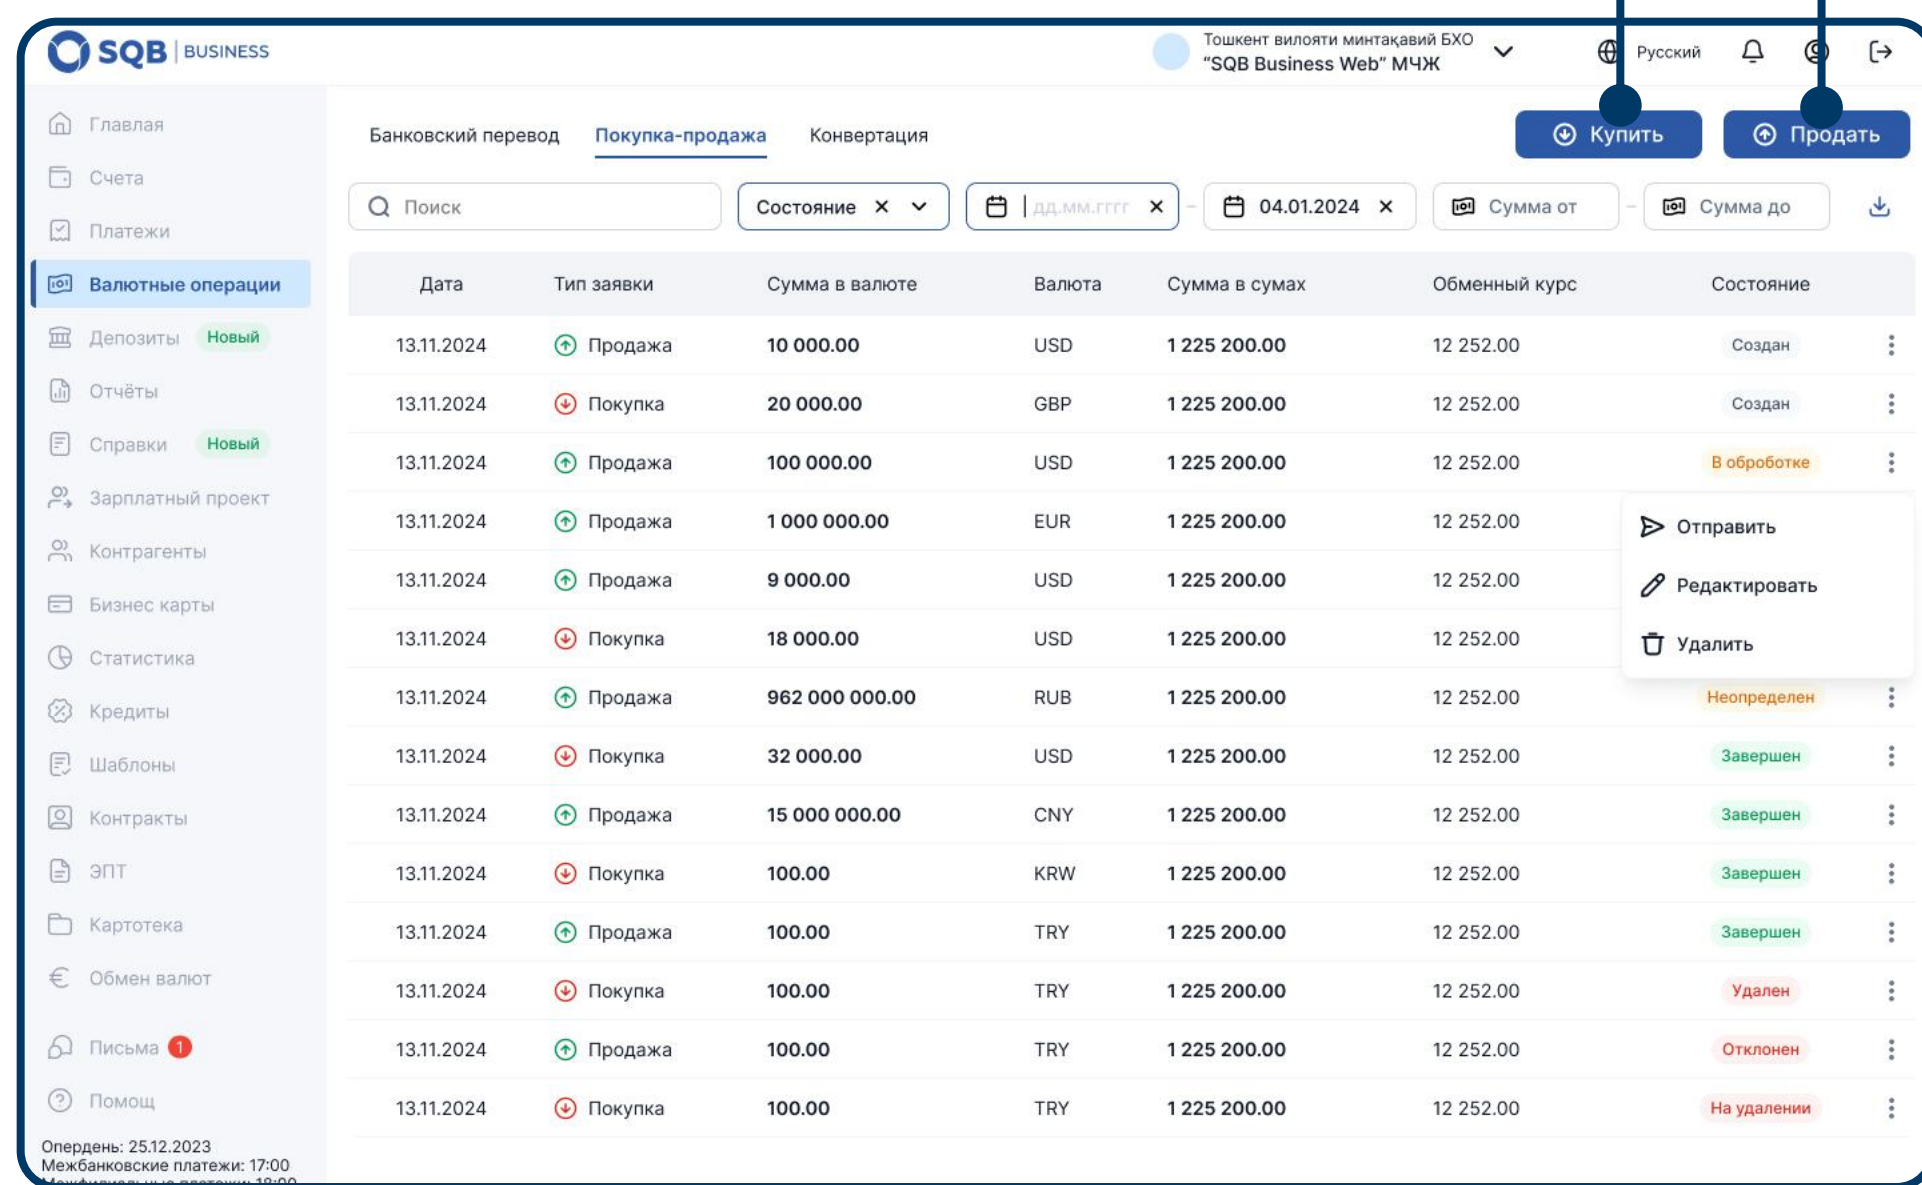 SQB BUSINESS
Тошкент вилояти минтақавий БХО
"SQB Business Web" МЧЖ
Русский
Главная
Счета
Платежи
Валютные операции
Депозиты Новый
Отчёты
Справки Новый
Зарплатный проект
Контрагенты
Бизнес карты
Статистика
Кредиты
Шаблоны
Контракты
ЭПТ
Картотека
Обмен валют
Письма 1
Помощ
Опердень: 25.12.2023
Межбанковские платежи: 17:00
Банковский перевод Покупка-продажа Конвертация
Купить Продать
Поиск Состояние дд.мм.гггг – 04.01.2024 Сумма от – Сумма до
Дата Тип заявки Сумма в валюте Валюта Сумма в сумах Обменный курс Состояние
13.11.2024 Продажа 10 000.00 USD 1 225 200.00 12 252.00 Создан
13.11.2024 Покупка 20 000.00 GBP 1 225 200.00 12 252.00 Создан
13.11.2024 Продажа 100 000.00 USD 1 225 200.00 12 252.00 В оброботке
13.11.2024 Продажа 1 000 000.00 EUR 1 225 200.00 12 252.00
13.11.2024 Продажа 9 000.00 USD 1 225 200.00 12 252.00
13.11.2024 Покупка 18 000.00 USD 1 225 200.00 12 252.00
Отправить
Редактировать
Удалить
13.11.2024 Продажа 962 000 000.00 RUB 1 225 200.00 12 252.00 Неопределен
13.11.2024 Покупка 32 000.00 USD 1 225 200.00 12 252.00 Завершен
13.11.2024 Продажа 15 000 000.00 CNY 1 225 200.00 12 252.00 Завершен
13.11.2024 Покупка 100.00 KRW 1 225 200.00 12 252.00 Завершен
13.11.2024 Продажа 100.00 TRY 1 225 200.00 12 252.00 Завершен
13.11.2024 Покупка 100.00 TRY 1 225 200.00 12 252.00 Удален
13.11.2024 Продажа 100.00 TRY 1 225 200.00 12 252.00 Отклонен
13.11.2024 Покупка 100.00 TRY 1 225 200.00 12 252.00 На удалении